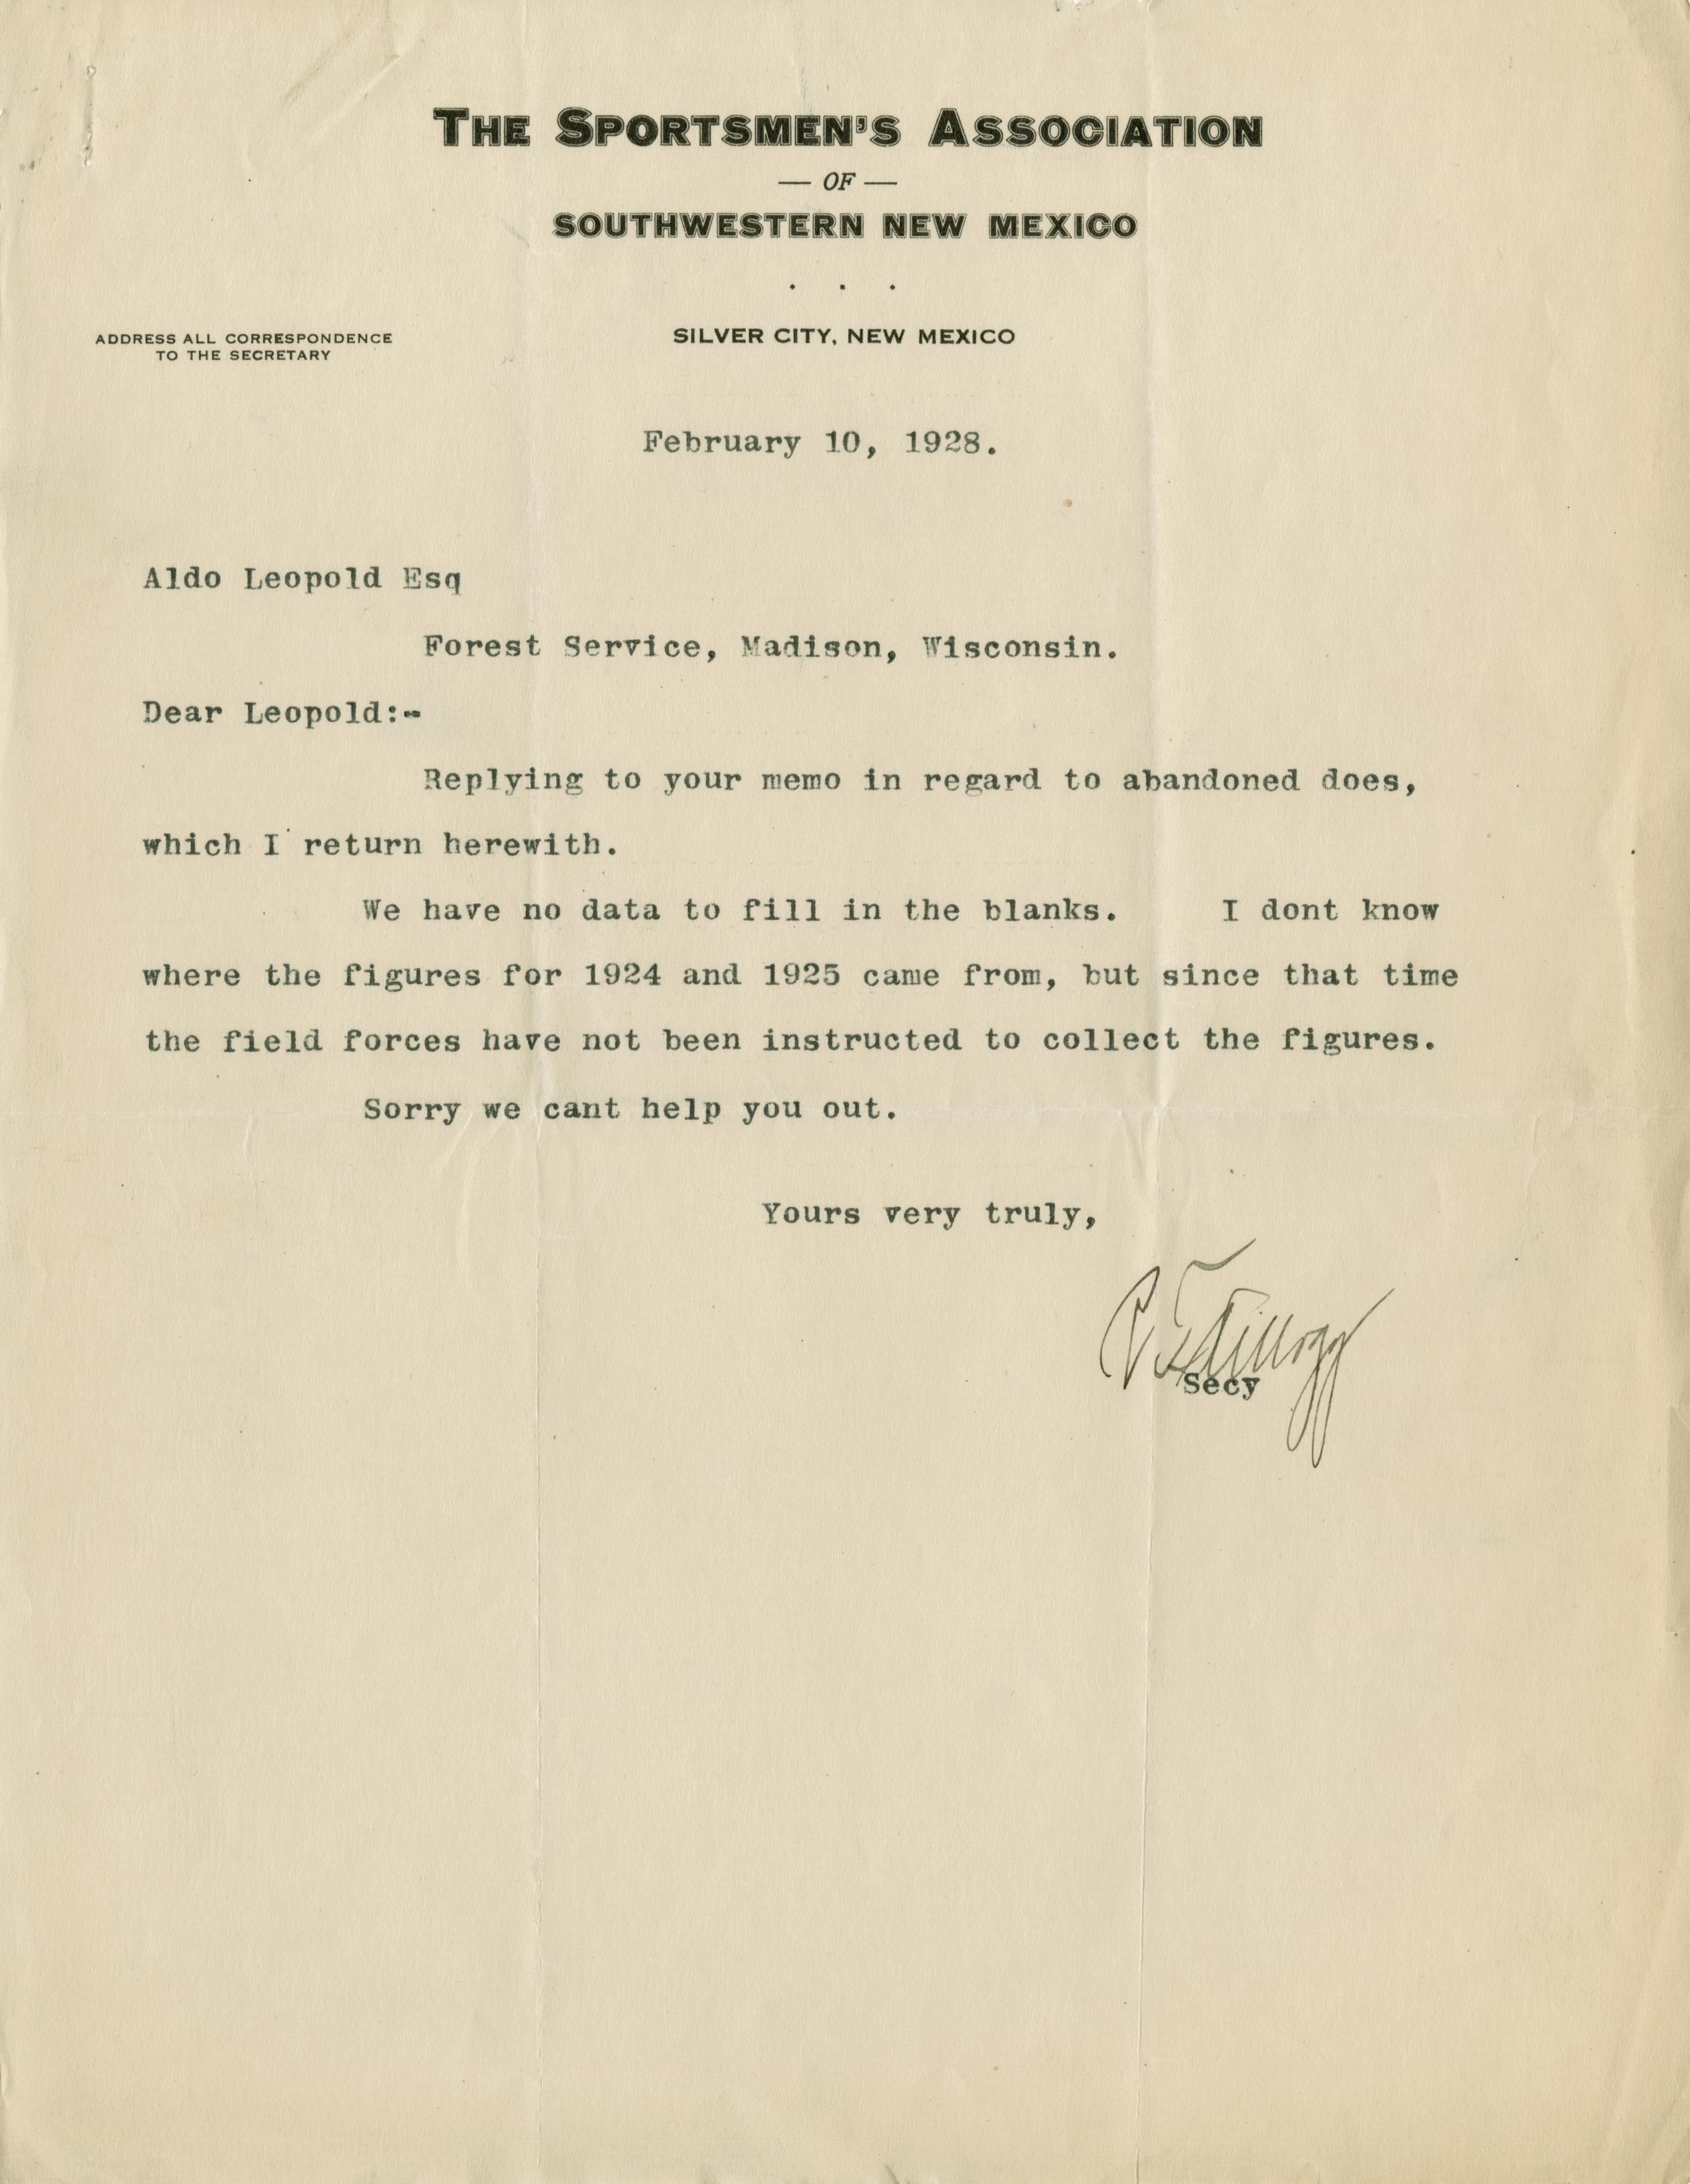 THE SPORTSMEN'S ASSOCIATION
— OF —
SOUTHWESTERN NEW MEXICO
. . .
ADDRESS ALL CORRESPONDENCE
TO THE SECRETARY
SILVER CITY, NEW MEXICO
February 10, 1928.
Aldo Leopold Esq
Forest Service, Madison, Wisconsin.
Dear Leopold:-
Replying to your memo in regard to abandoned does,
which I return herewith.
We have no data to fill in the blanks. I dont know
where the figures for 1924 and 1925 came from, but since that time
the field forces have not been instructed to collect the figures.
Sorry we cant help you out.
Yours very truly,
Secy